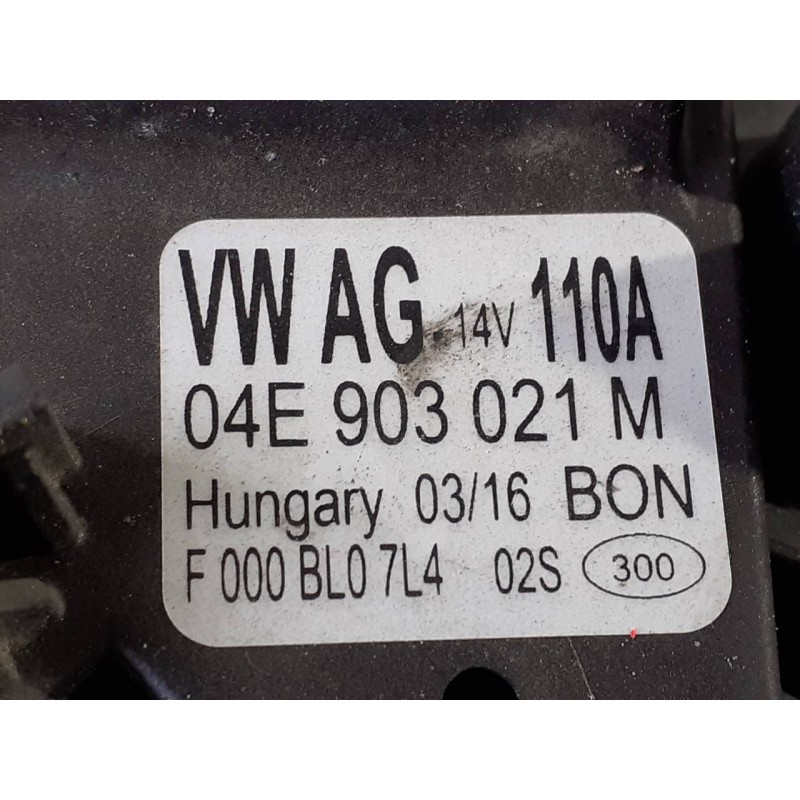 VW AG 14V 110A
04E 903 021 M
Hungary 03/16 BON
F 000 BL0 7L4 02S 300